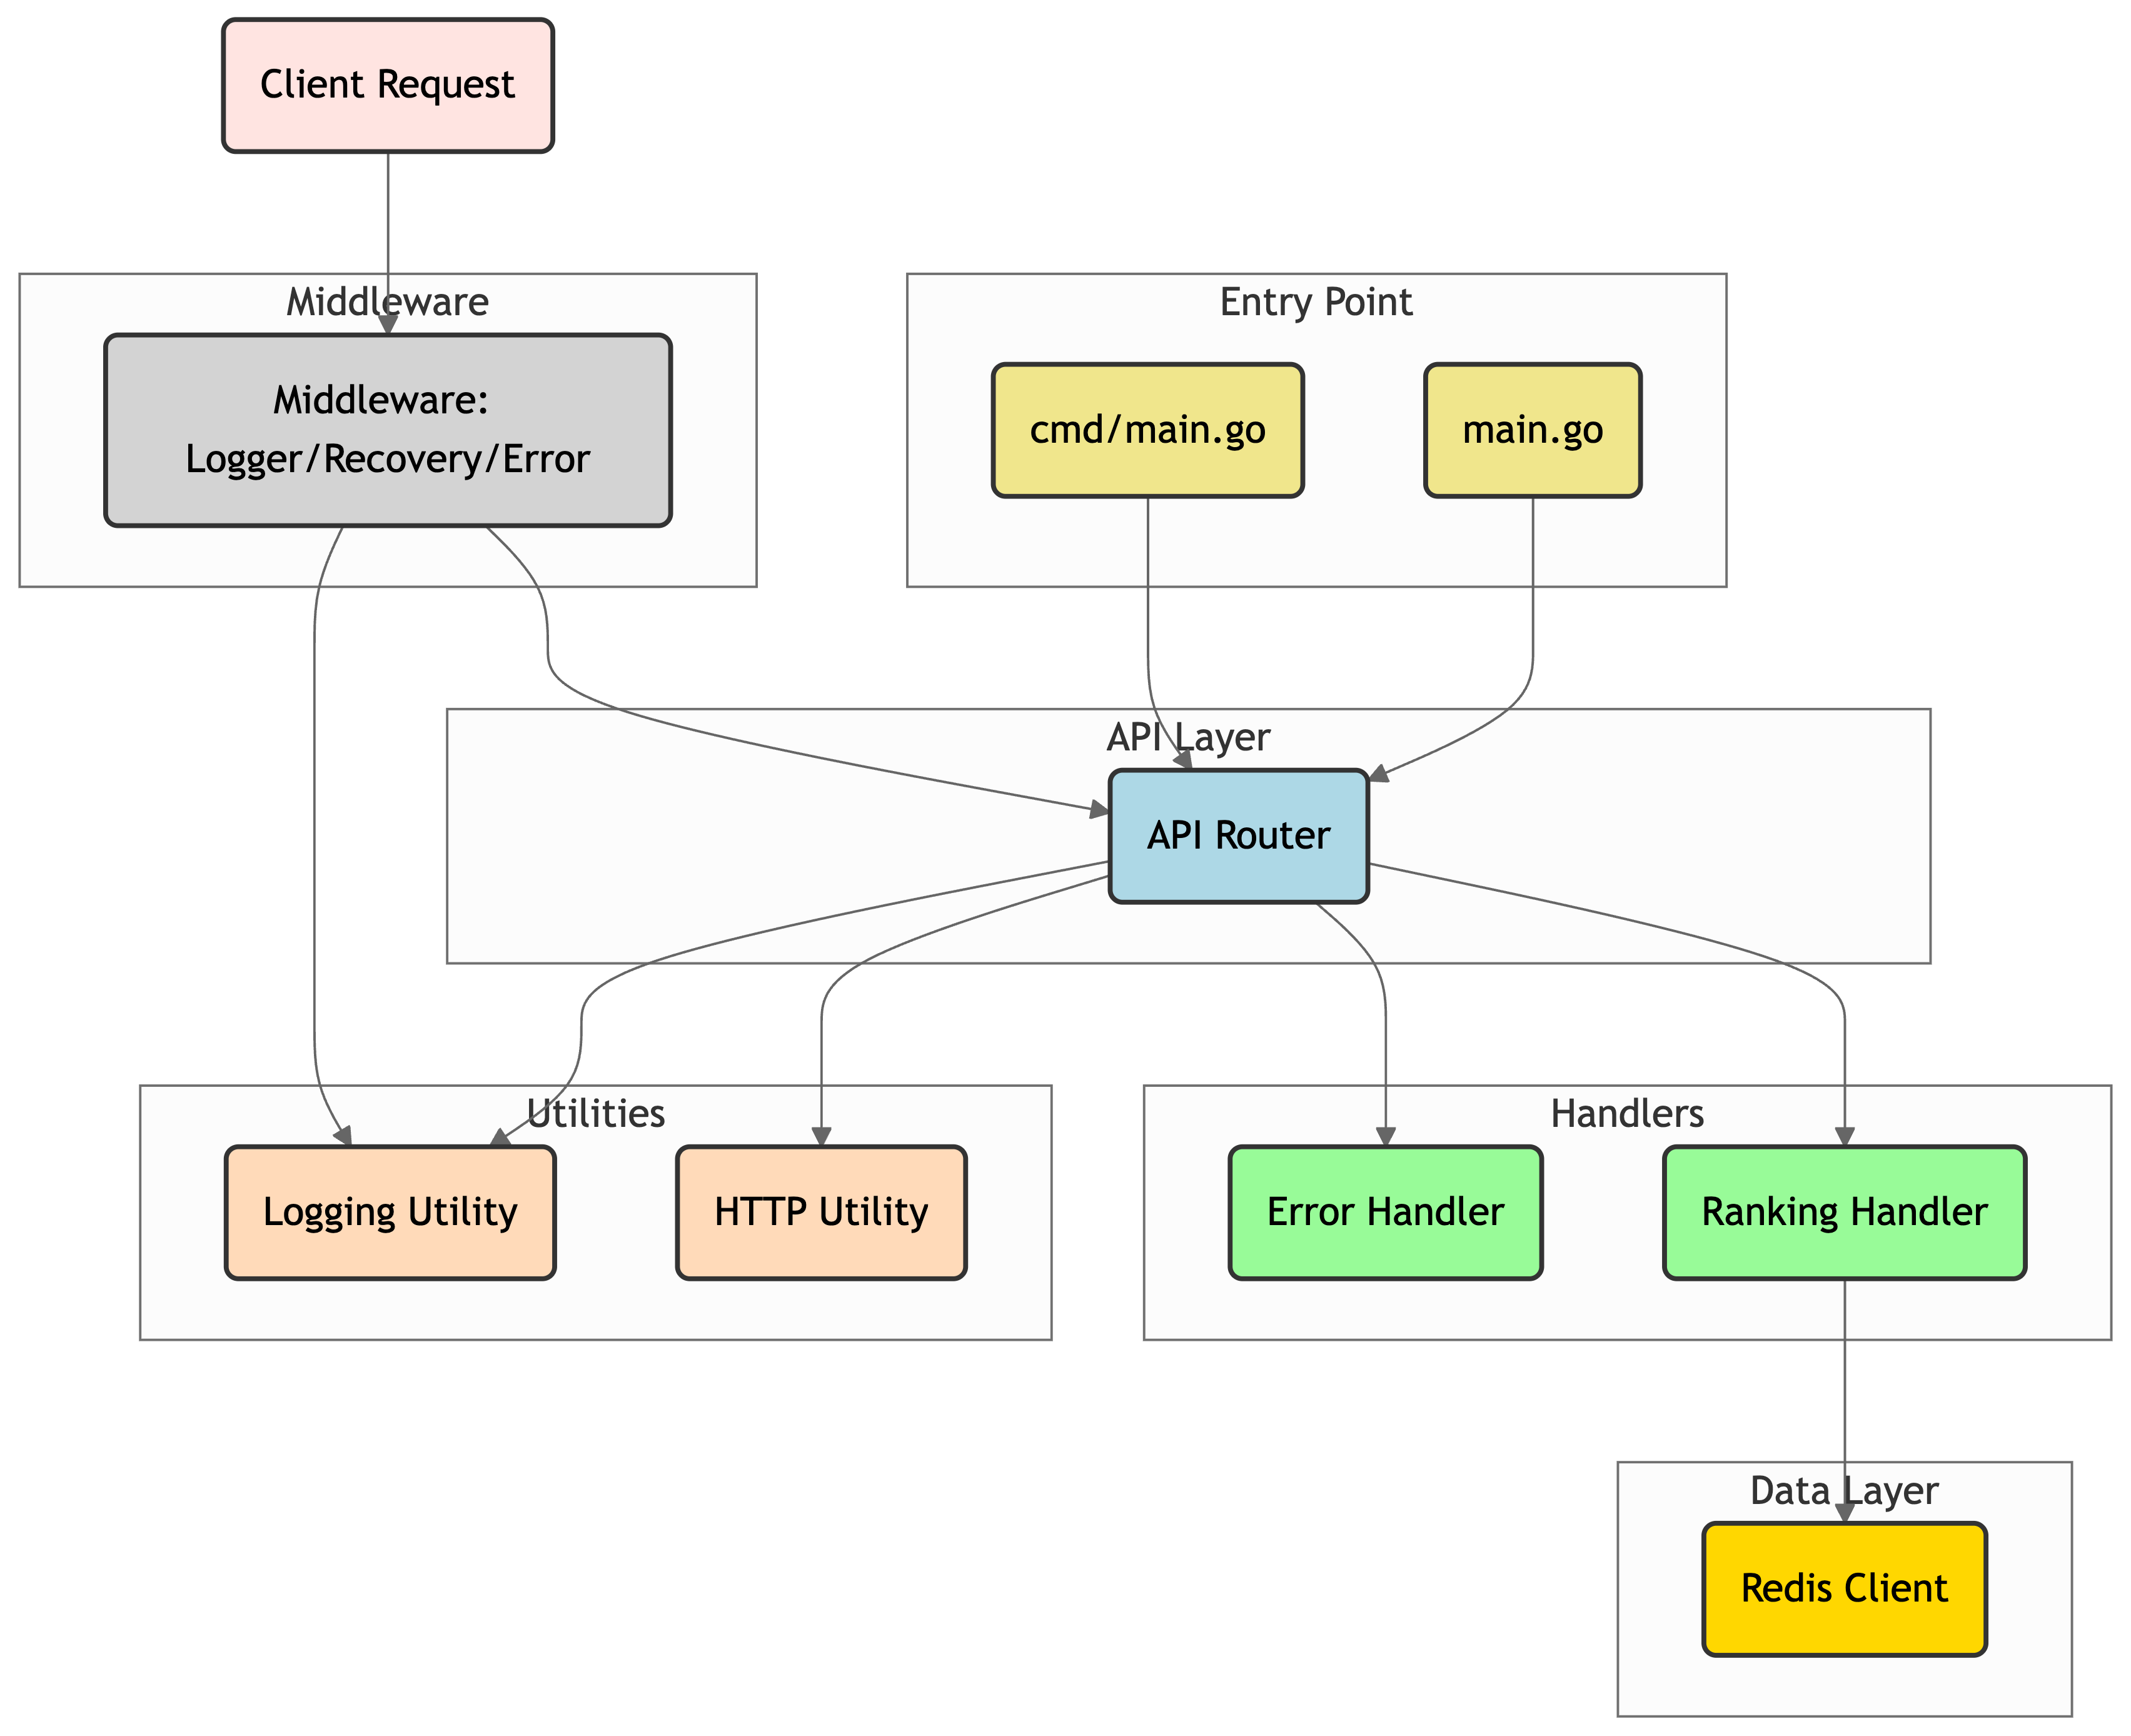 Client Request
Middleware
Middleware:
Logger/Recovery/Error
Entry Point
cmd/main.go
main.go
API Layer
API Router
Utilities
Logging Utility
HTTP Utility
Handlers
Error Handler
Ranking Handler
Data Layer
Redis Client